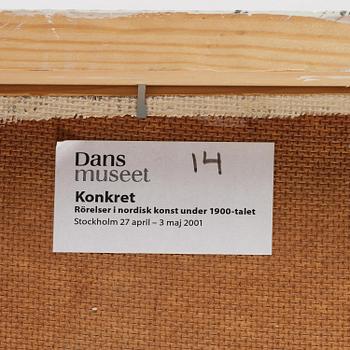 Dans 14
museet
Konkret
Rörelser i nordisk konst under 1900-talet
Stockholm 27 april – 3 maj 2001